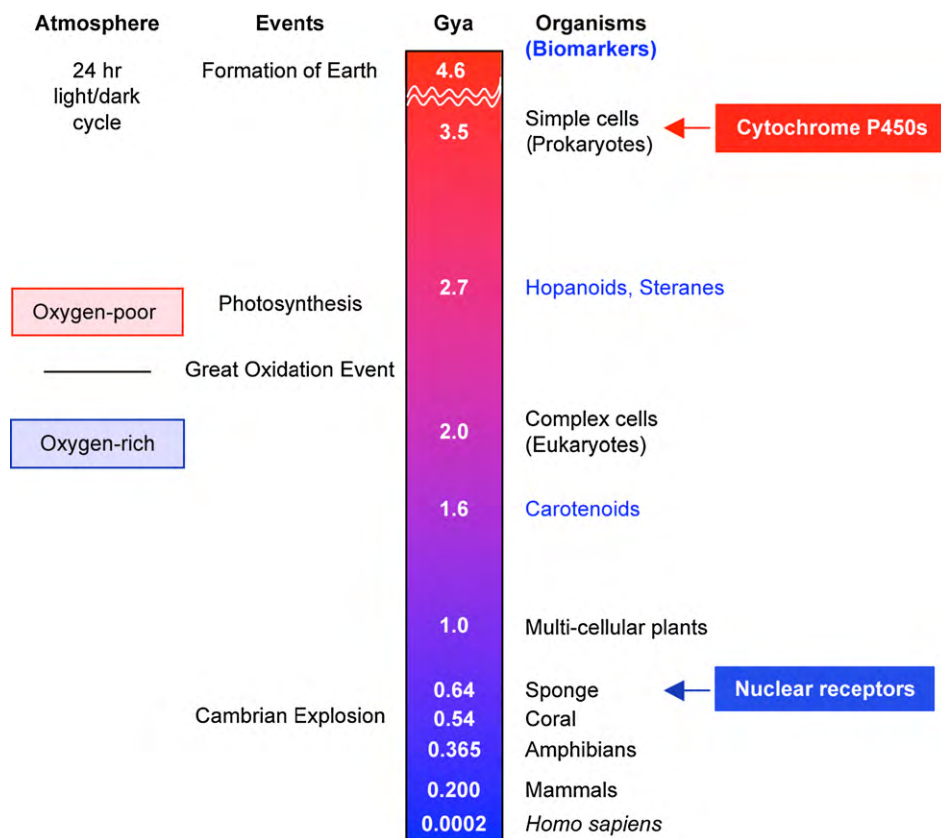 Atmosphere
Events
Gya
Organisms
(Biomarkers)
24 hr
light/dark
cycle
Formation of Earth
4.6
3.5
Simple cells
(Prokaryotes)
Cytochrome P450s
Oxygen-poor
Photosynthesis
2.7
Hopanoids, Steranes
Great Oxidation Event
Oxygen-rich
2.0
Complex cells
(Eukaryotes)
1.6
Carotenoids
1.0
Multi-cellular plants
0.64
Sponge
Nuclear receptors
Cambrian Explosion
0.54
Coral
0.365
Amphibians
0.200
Mammals
0.0002
Homo sapiens